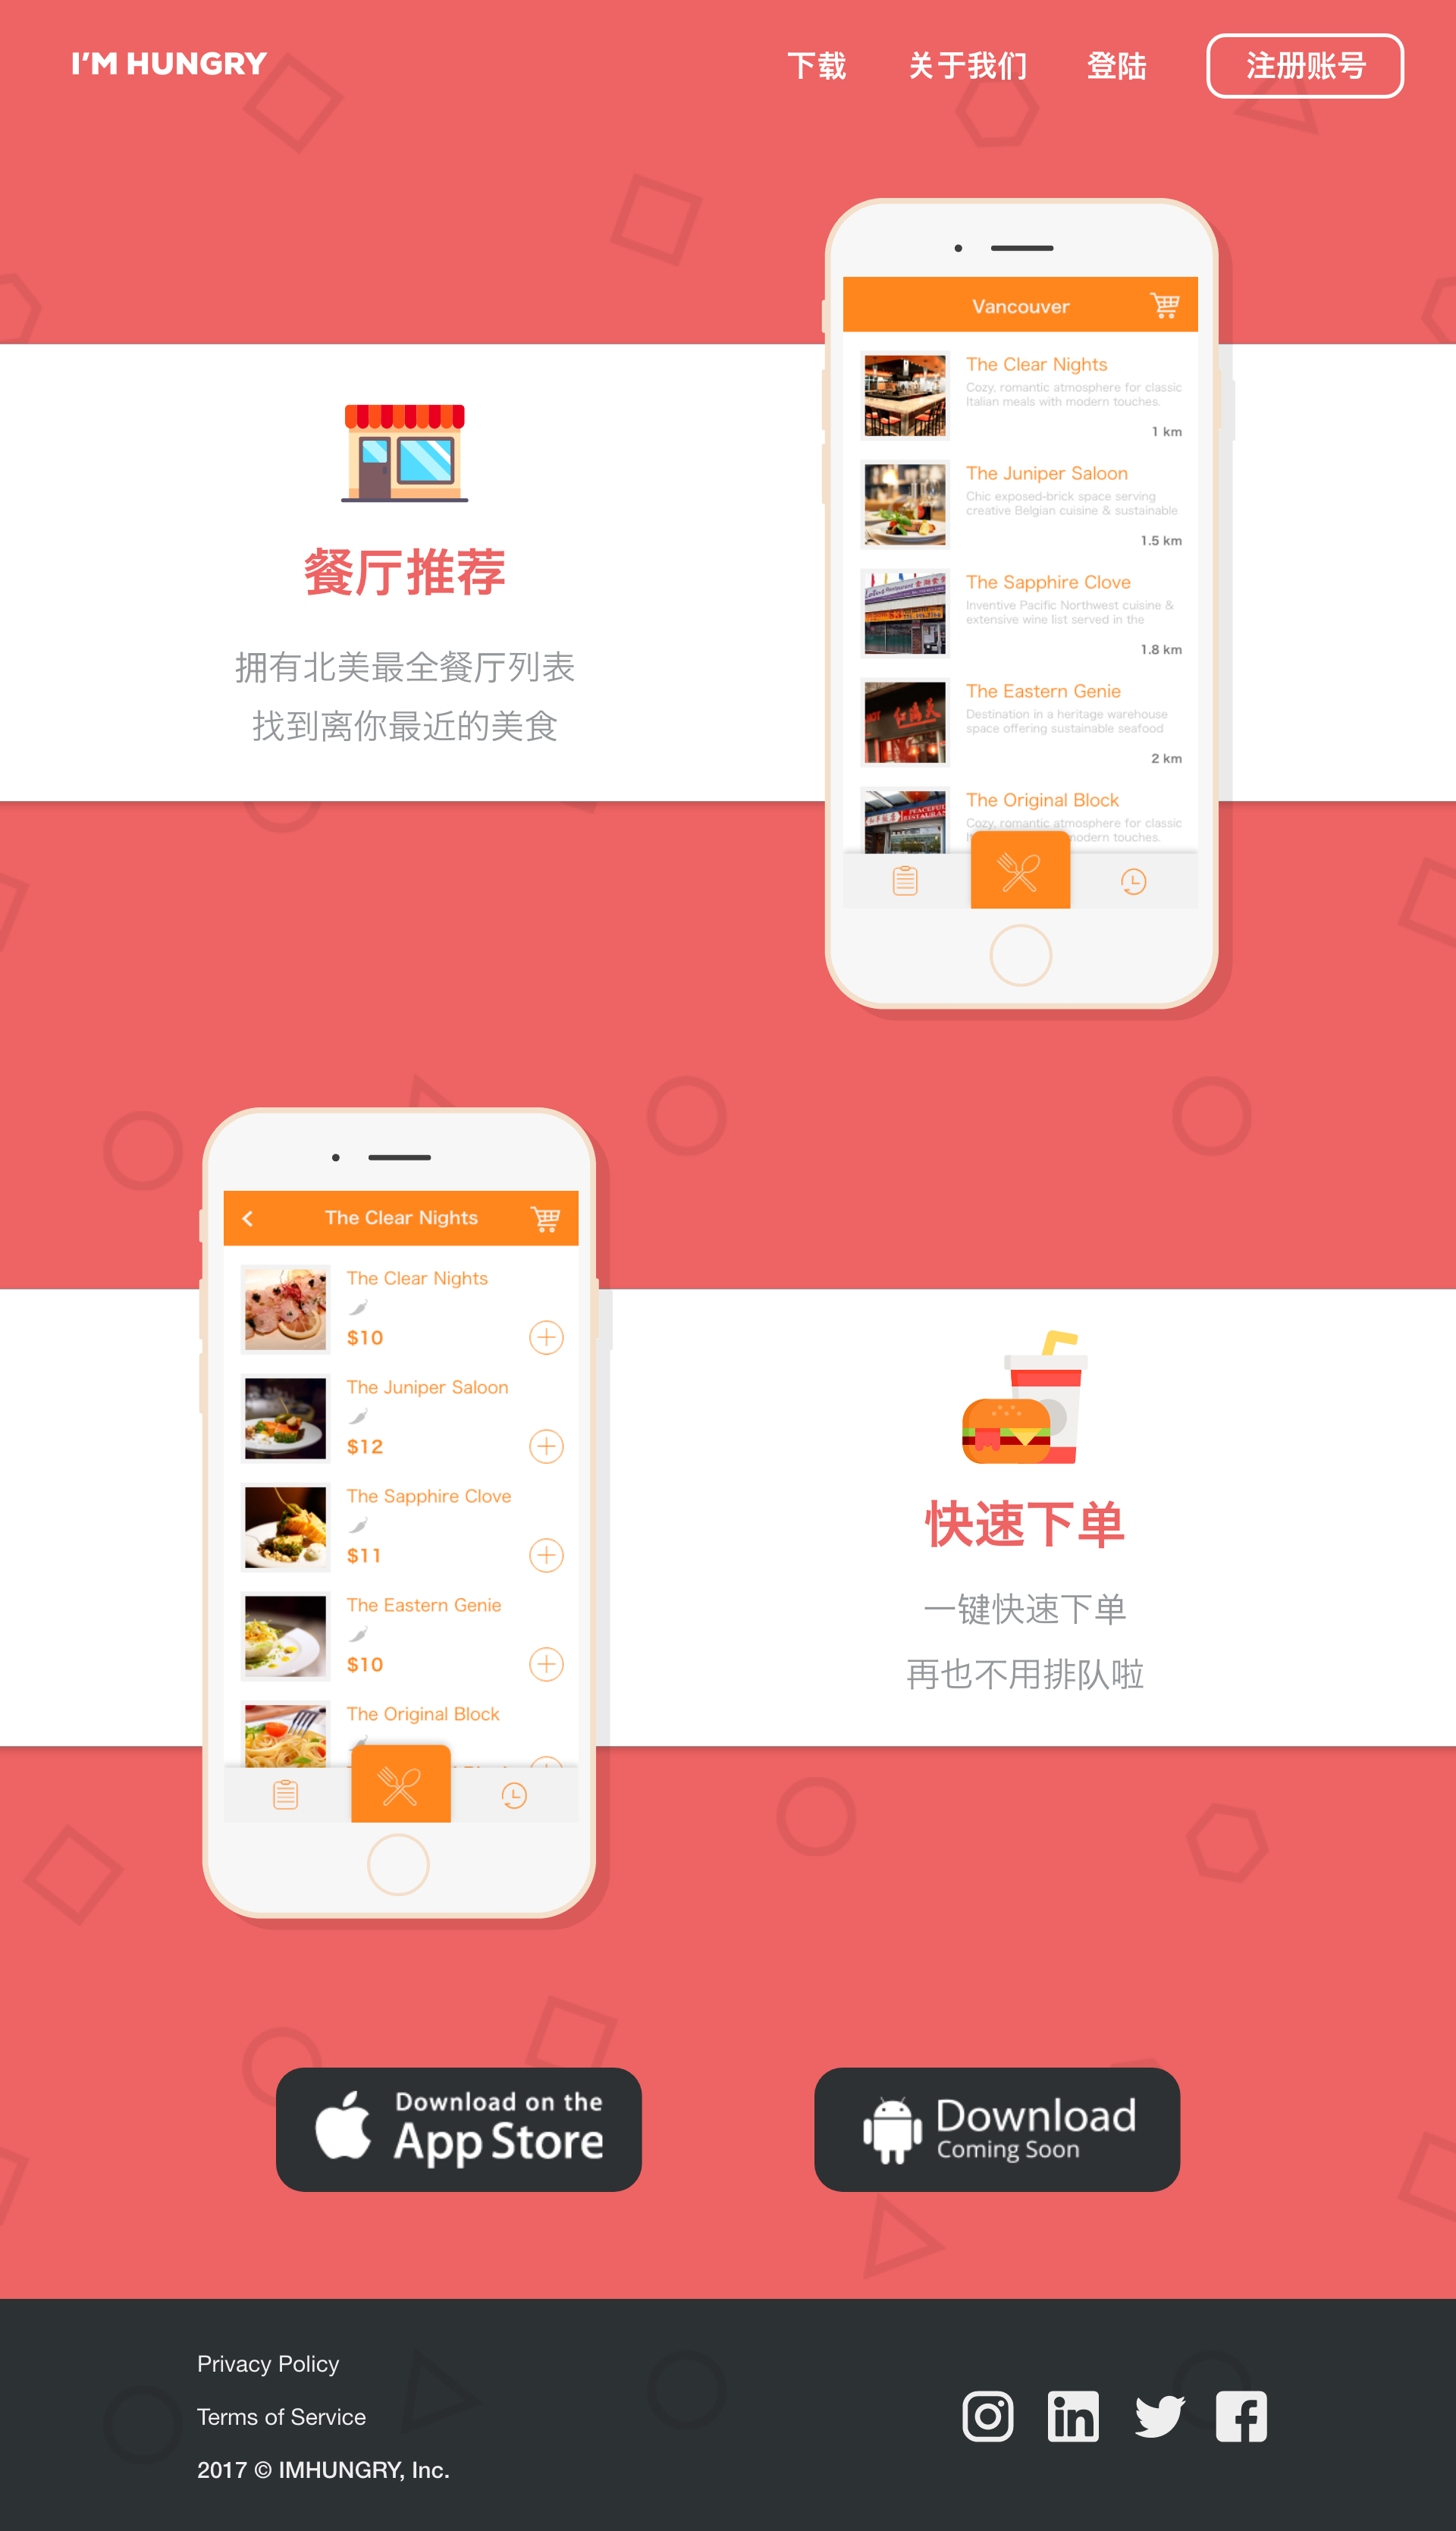 I'M HUNGRY
下载
关于我们
登陆
注册账号
Vancouver
The Clear Nights
Cozy, romantic atmosphere for classic
Italian meals with modern touches.
1 km
The Juniper Saloon
Chic exposed-brick space serving
creative Belgian cuisine & sustainable
1.5 km
The Sapphire Clove
Inventive Pacific Northwest cuisine &
extensive wine list served in the
1.8 km
The Eastern Genie
Destination in a heritage warehouse
space offering sustainable seafood
2 km
The Original Block
Cozy, romantic atmosphere for classic
modern touches.
餐厅推荐
拥有北美最全餐厅列表
找到离你最近的美食
The Clear Nights
The Clear Nights
$10
The Juniper Saloon
$12
The Sapphire Clove
$11
The Eastern Genie
$10
The Original Block
快速下单
一键快速下单
再也不用排队啦
Download on the
App Store
Download
Coming Soon
Privacy Policy
Terms of Service
2017 © IMHUNGRY, Inc.